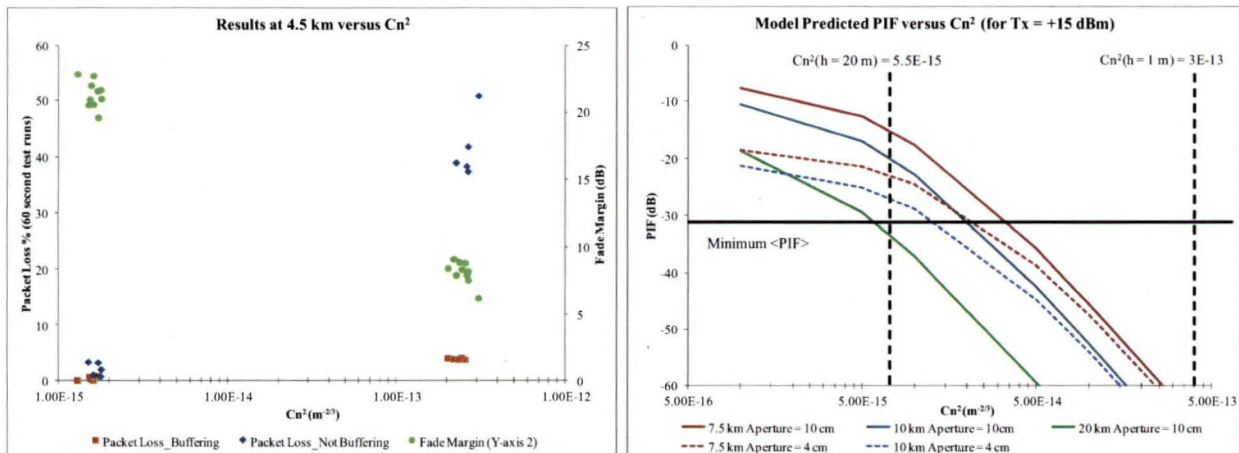 Results at 4.5 km versus Cn²
Packet Loss % (60 second test runs)
60
50
40
30
20
10
0
25
20
15
10
5
0
Fade Margin (dB)
1.00E-15
1.00E-14
1.00E-13
1.00E-12
Cn² (m⁻²ᐟ³)
Packet Loss_Buffering
Packet Loss_Not Buffering
Fade Margin (Y-axis 2)
Model Predicted PIF versus Cn² (for Tx = +15 dBm)
Cn²(h = 20 m) = 5.5E-15
Cn²(h = 1 m) = 3E-13
PIF (dB)
0
-10
-20
-30
-40
-50
-60
Minimum <PIF>
5.00E-16
5.00E-15
5.00E-14
5.00E-13
Cn² (m⁻²ᐟ³)
7.5 km Aperture = 10 cm
10 km Aperture = 10cm
20 km Aperture = 10 cm
7.5 km Aperture = 4 cm
10 km Aperture = 4 cm